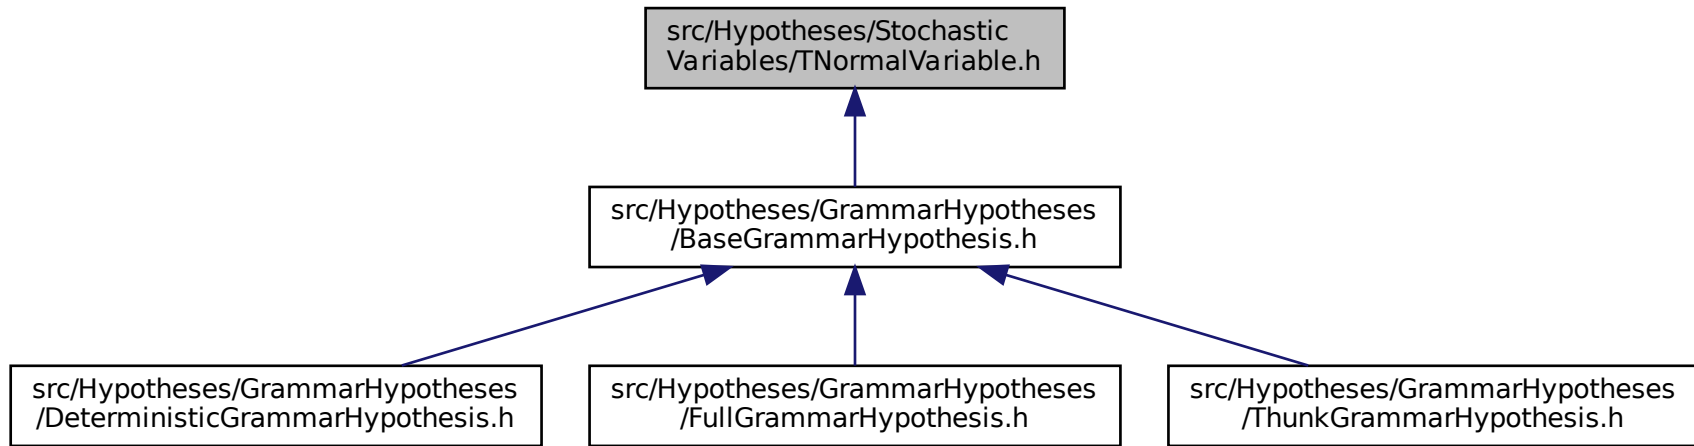 src/Hypotheses/Stochastic
Variables/TNormalVariable.h
src/Hypotheses/GrammarHypotheses
/BaseGrammarHypothesis.h
src/Hypotheses/GrammarHypotheses
/DeterministicGrammarHypothesis.h
src/Hypotheses/GrammarHypotheses
/FullGrammarHypothesis.h
src/Hypotheses/GrammarHypotheses
/ThunkGrammarHypothesis.h